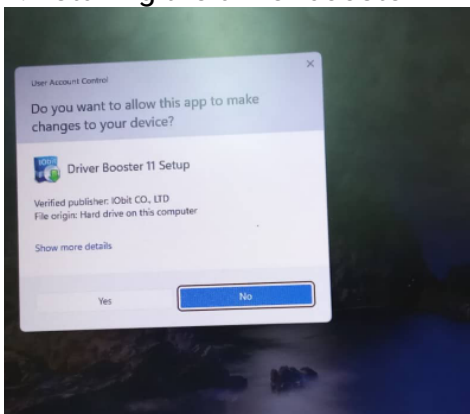 User Account Control
Do you want to allow this app to make
changes to your device?
IObit
Driver Booster 11 Setup
Verified publisher: IObit CO., LTD
File origin: Hard drive on this computer
Show more details
Yes
No